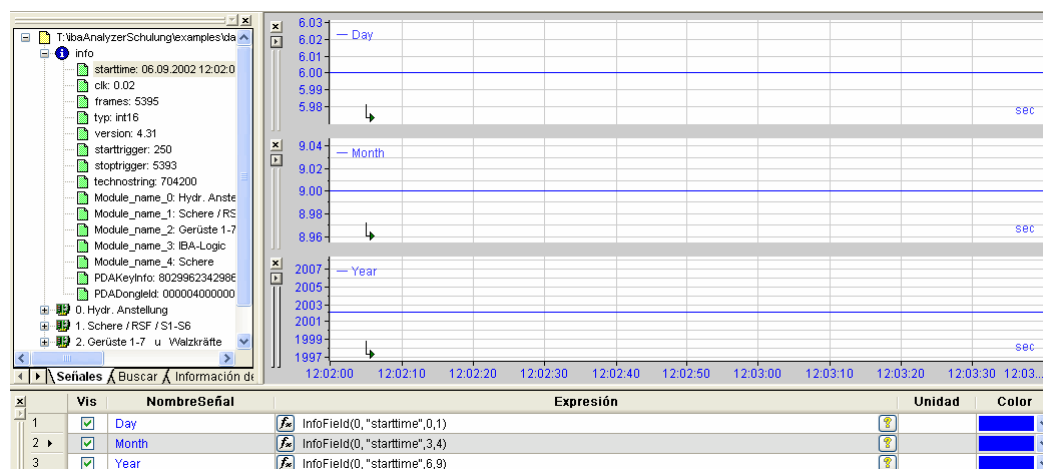 T:\ibaAnalyzerSchulung\examples\da
info
starttime: 06.09.2002 12:02:0
clk: 0.02
frames: 5395
typ: int16
version: 4.31
starttrigger: 250
stoptrigger: 5393
technostring: 704200
Module_name_0: Hydr. Anste
Module_name_1: Schere / RS
Module_name_2: Gerüste 1-7
Module_name_3: IBA-Logic
Module_name_4: Schere
PDAKeyInfo: 8029962342986
PDADongleId: 000004000000
0. Hydr. Anstellung
1. Schere / RSF / S1-S6
2. Gerüste 1-7 u Walzkräfte
Señales Buscar Información de
6.03
Day
6.02
6.01
6.00
5.99
5.98
sec
9.04
Month
9.02
9.00
8.98
8.96
sec
2007
Year
2005
2003
2001
1999
1997
sec
12:02:00 12:02:10 12:02:20 12:02:30 12:02:40 12:02:50 12:03:00 12:03:10 12:03:20 12:03:30 12:03...
Vis NombreSeñal Expresión Unidad Color
1 Day fx InfoField(0, "starttime",0,1) ?
2 Month fx InfoField(0, "starttime",3,4) ?
3 Year fx InfoField(0, "starttime",6,9) ?